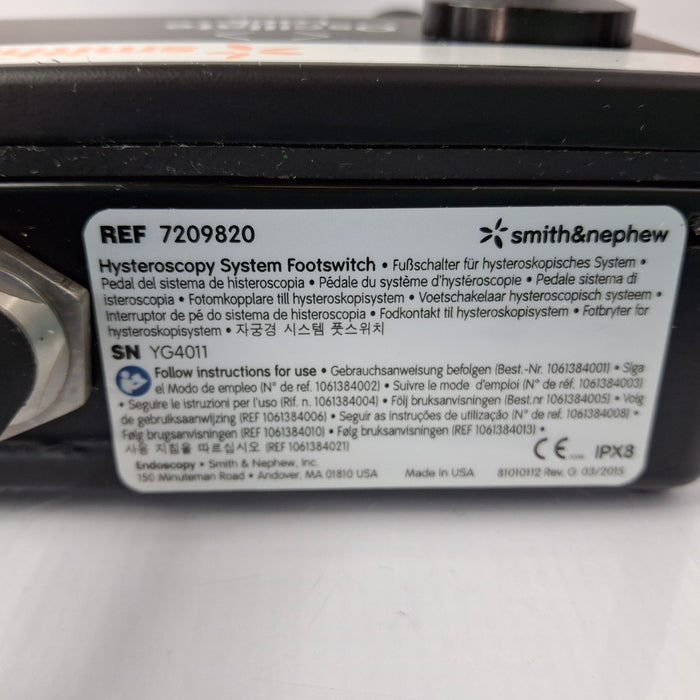 smith
REF 7209820
smith&nephew
Hysteroscopy System Footswitch • Fußschalter für hysteroskopisches System •
Pedal del sistema de histeroscopia • Pédale du système d'hystéroscopie • Pedale sistema di
isteroscopia • Fotomkopplare till hysteroskopisystem • Voetschakelaar hysteroscopisch systeem •
Interruptor de pé do sistema de histeroscopia • Fodkontakt til hysteroskopisystem • Fotbryter for
hysteroskopisystem • 자궁경 시스템 풋스위치
SN YG4011
Follow instructions for use • Gebrauchsanweisung befolgen (Best.-Nr. 1061384001) • Siga
el Modo de empleo (N° de ref. 1061384002) • Suivre le mode d'emploi (N° de réf. 1061384003)
• Seguire le istruzioni per l'uso (Rif. n. 1061384004) • Följ bruksanvisningen (Best.nr 1061384005) • Volg
de gebruiksaanwijzing (REF 1061384006) • Seguir as instruções de utilização (N° de ref. 1061384008) •
Følg brugsanvisningen (REF 1061384010) • Følg bruksanvisningen (REF 1061384013) •
사용 지침을 따르십시오 (REF 1061384021)
CE IPX8
Endoscopy • Smith & Nephew, Inc.
150 Minuteman Road • Andover, MA 01810 USA Made in USA 81010112 Rev. G 03/2015